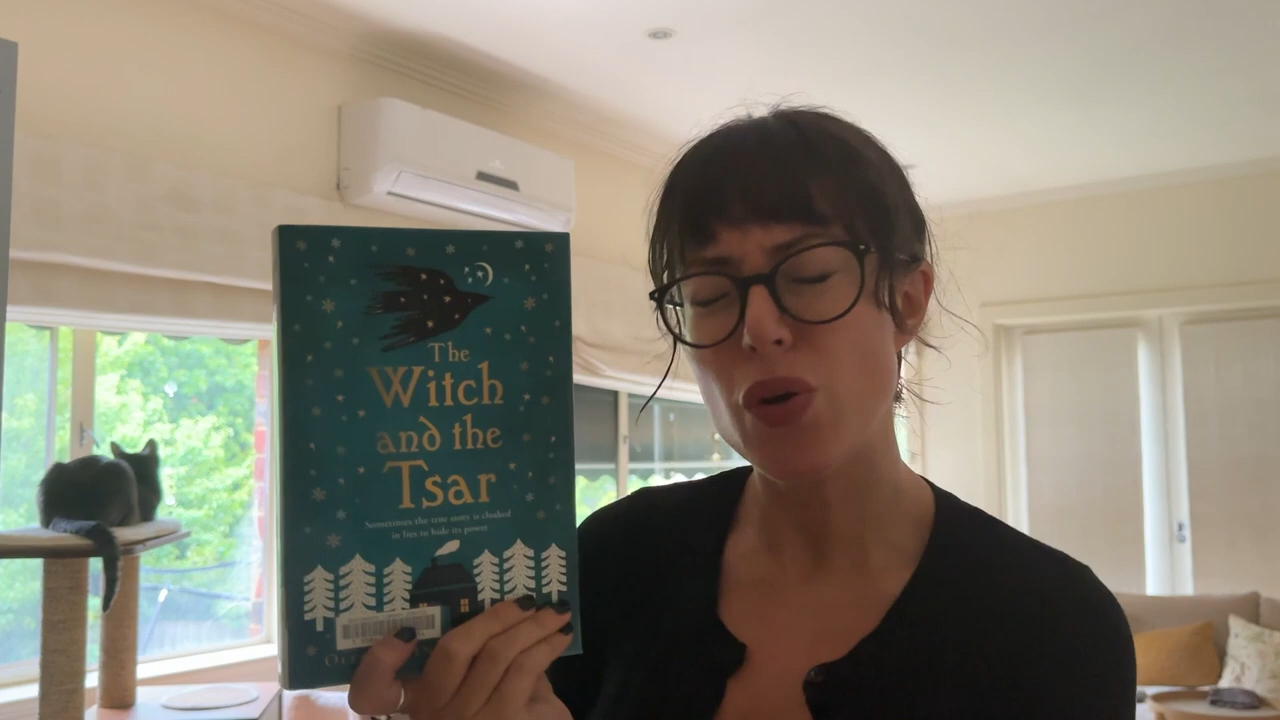 The
Witch
and the
Tsar
Sometimes the true story is cloaked
in lies to hide its power